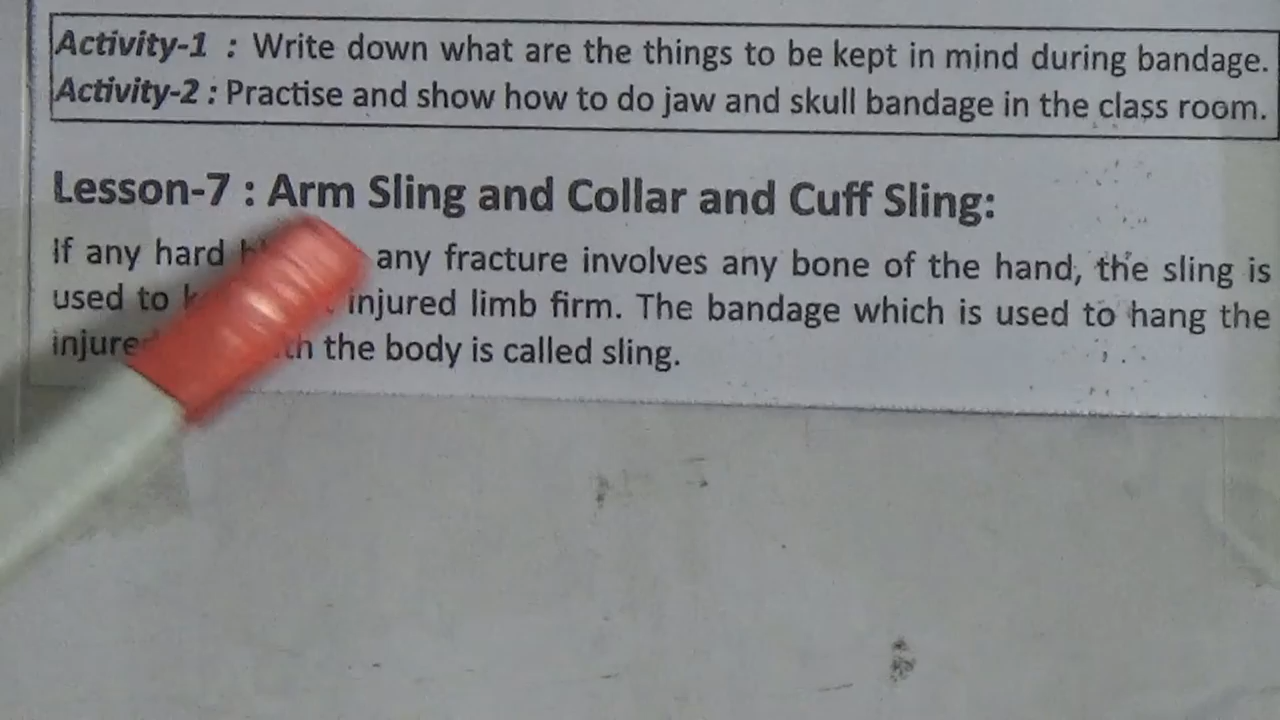 Activity-1 : Write down what are the things to be kept in mind during bandage.
Activity-2 : Practise and show how to do jaw and skull bandage in the class room.
Lesson-7 : Arm Sling and Collar and Cuff Sling:
If any hard any fracture involves any bone of the hand, the sling is
used to injured limb firm. The bandage which is used to hang the
the body is called sling.